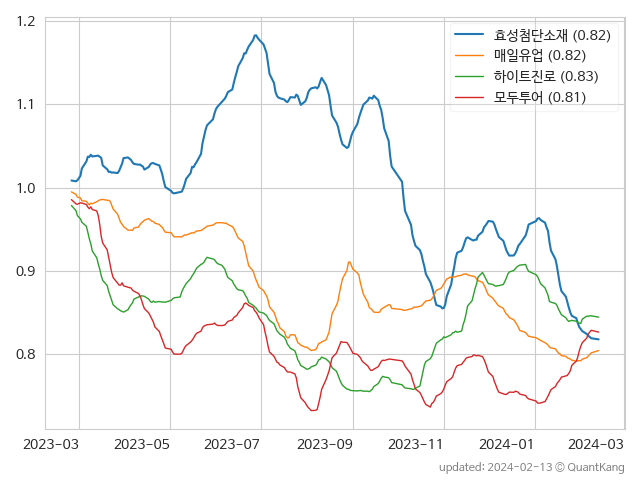 효성첨단소재 (0.82)
매일유업 (0.82)
하이트진로 (0.83)
모두투어 (0.81)
1.2
1.1
1.0
0.9
0.8
2023-03 2023-05 2023-07 2023-09 2023-11 2024-01 2024-03
updated: 2024-02-13 © QuantKang